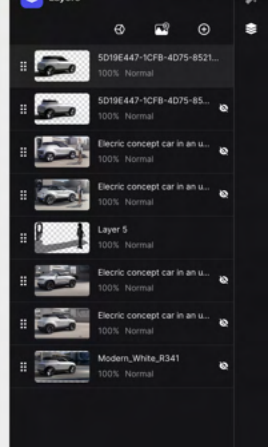 Layers
5D19E447-1CFB-4D75-8521...
100% Normal
5D19E447-1CFB-4D75-85...
100% Normal
Elecric concept car in an u...
100% Normal
Elecric concept car in an u...
100% Normal
Layer 5
100% Normal
Elecric concept car in an u...
100% Normal
Elecric concept car in an u...
100% Normal
Modern_White_R341
100% Normal